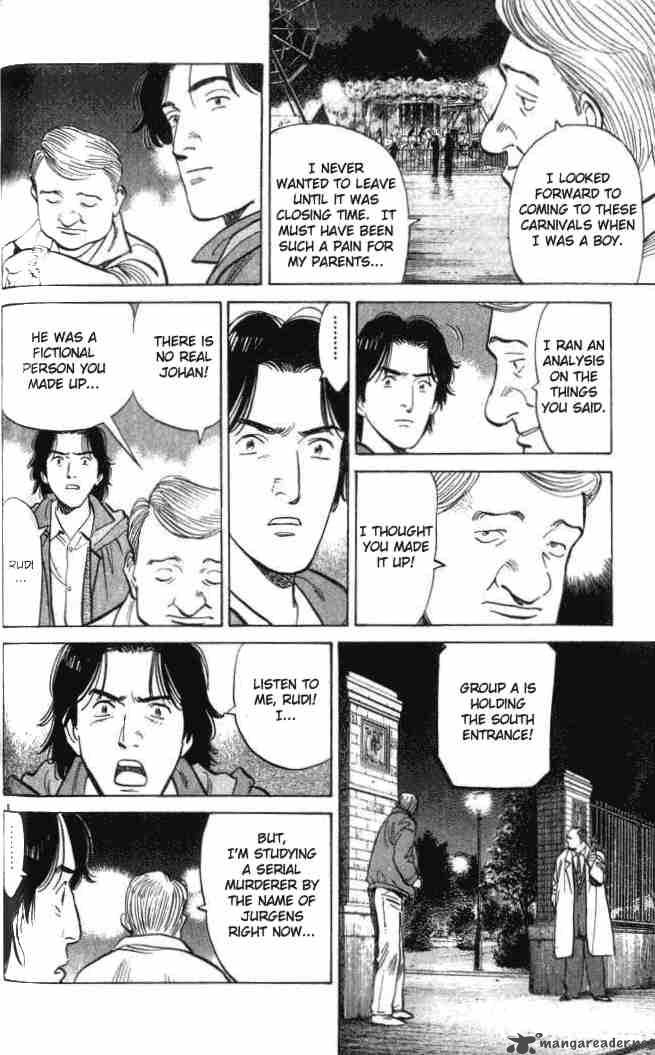 I LOOKED
FORWARD TO
COMING TO THESE
CARNIVALS WHEN
I WAS A BOY.
I NEVER
WANTED TO LEAVE
UNTIL IT WAS
CLOSING TIME. IT
MUST HAVE BEEN
SUCH A PAIN FOR
MY PARENTS...
I RAN AN
ANALYSIS
ON THE
THINGS
YOU SAID.
I THOUGHT
YOU MADE
IT UP!
.......
THERE IS
NO REAL
JOHAN!
HE WAS A
FICTIONAL
PERSON YOU
MADE UP...
RUDI
...
LISTEN TO
ME, RUDI!
I...
BUT,
I'M STUDYING
A SERIAL
MURDERER BY
THE NAME OF
JURGENS
RIGHT NOW...
......
GROUP A IS
HOLDING
THE SOUTH
ENTRANCE!
mangareader.net